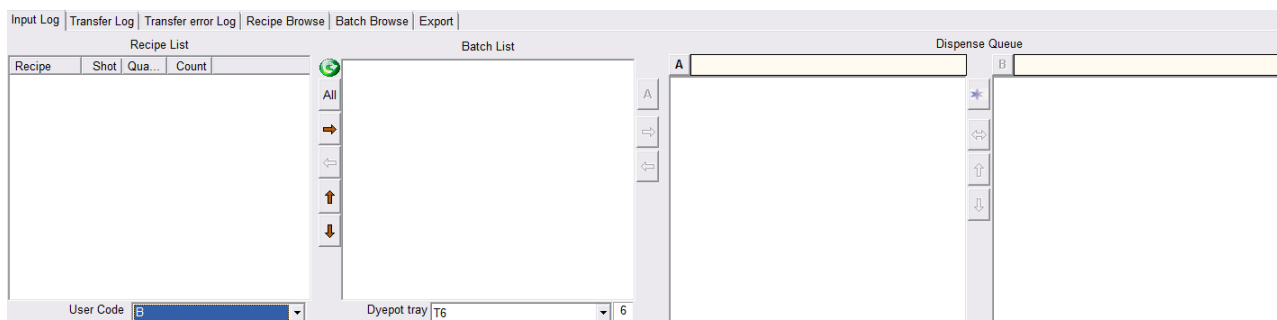 Input Log Transfer Log Transfer error Log Recipe Browse Batch Browse Export
Recipe List Batch List Dispense Queue
Recipe Shot Qua... Count
A B
All A
User Code B Dyepot tray T6 6